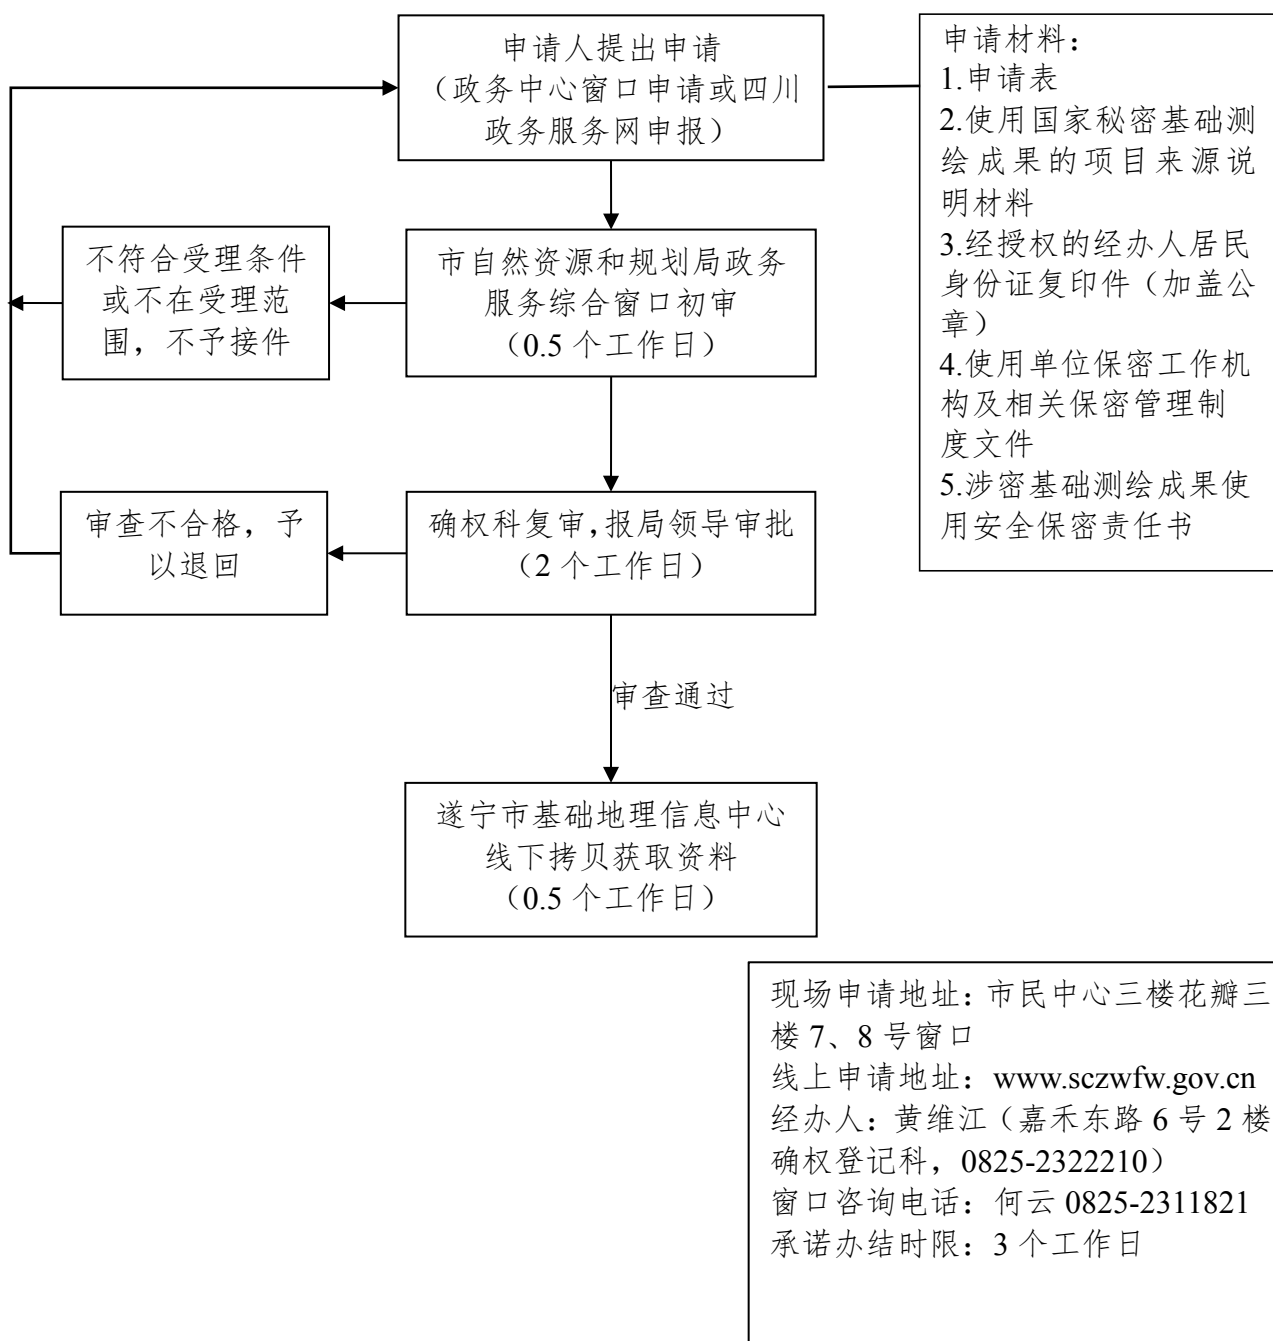 申请人提出申请
（政务中心窗口申请或四川
政务服务网申报）
申请材料：
1.申请表
2.使用国家秘密基础测
绘成果的项目来源说
明材料
3.经授权的经办人居民
身份证复印件（加盖公
章）
4.使用单位保密工作机
构及相关保密管理制
度文件
5.涉密基础测绘成果使
用安全保密责任书
不符合受理条件
或不在受理范
围，不予接件
市自然资源和规划局政务
服务综合窗口初审
（0.5 个工作日）
审查不合格，予
以退回
确权科复审,报局领导审批
（2 个工作日）
审查通过
遂宁市基础地理信息中心
线下拷贝获取资料
（0.5 个工作日）
现场申请地址：市民中心三楼花瓣三
楼 7、8 号窗口
线上申请地址：www.sczwfw.gov.cn
经办人：黄维江（嘉禾东路 6 号 2 楼
确权登记科，0825-2322210）
窗口咨询电话：何云 0825-2311821
承诺办结时限：3 个工作日